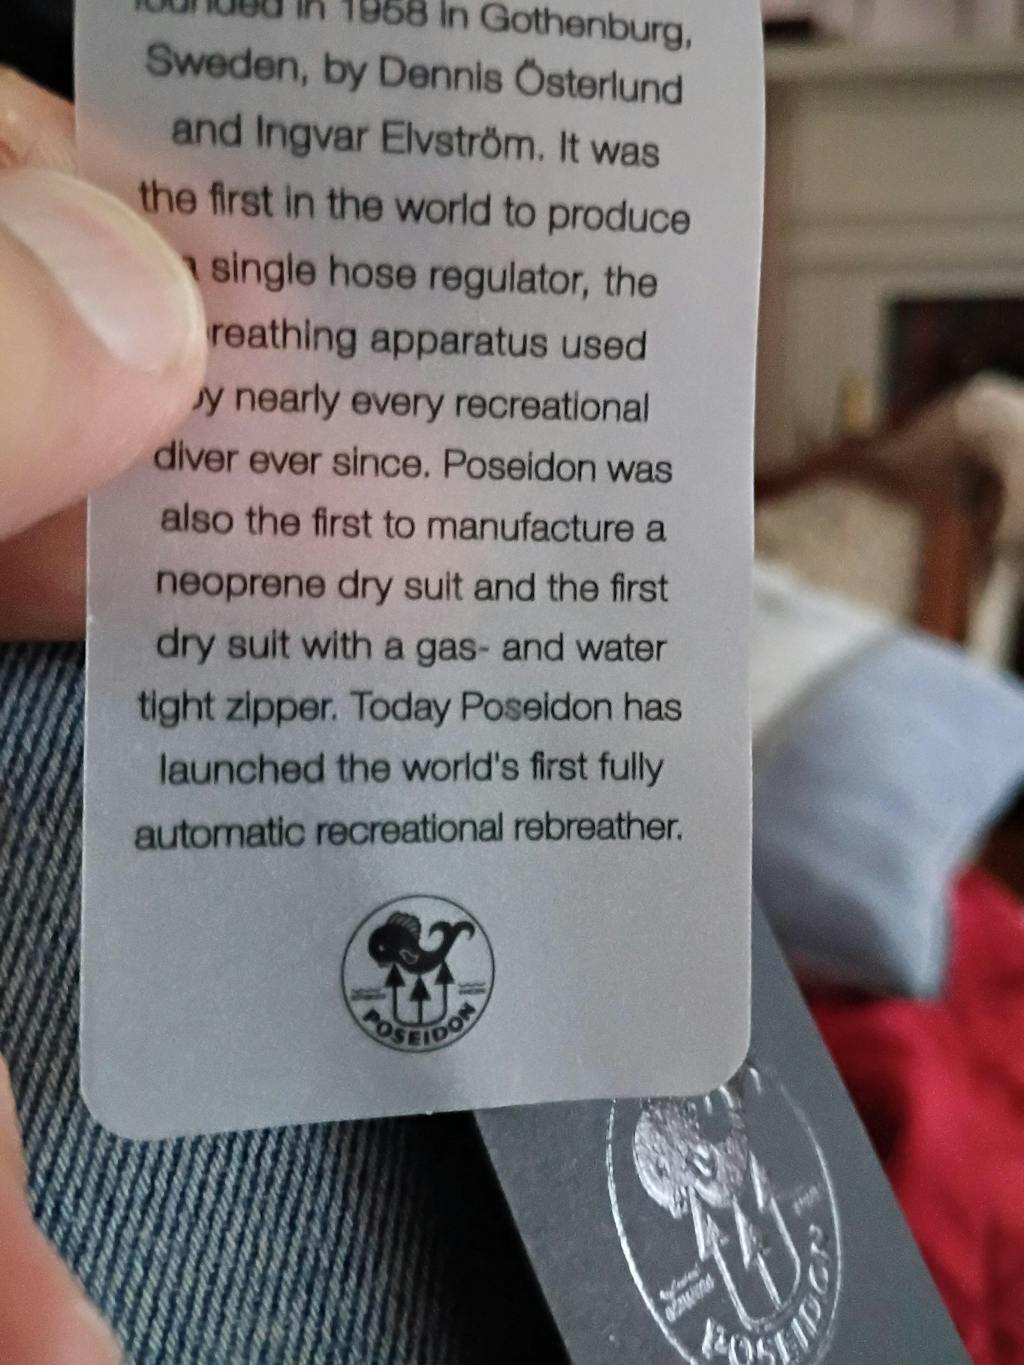 founded in 1958 in Gothenburg,
Sweden, by Dennis Österlund
and Ingvar Elvström. It was
the first in the world to produce
a single hose regulator, the
breathing apparatus used
by nearly every recreational
diver ever since. Poseidon was
also the first to manufacture a
neoprene dry suit and the first
dry suit with a gas- and water
tight zipper. Today Poseidon has
launched the world's first fully
automatic recreational rebreather.
POSEIDON
POSEIDON